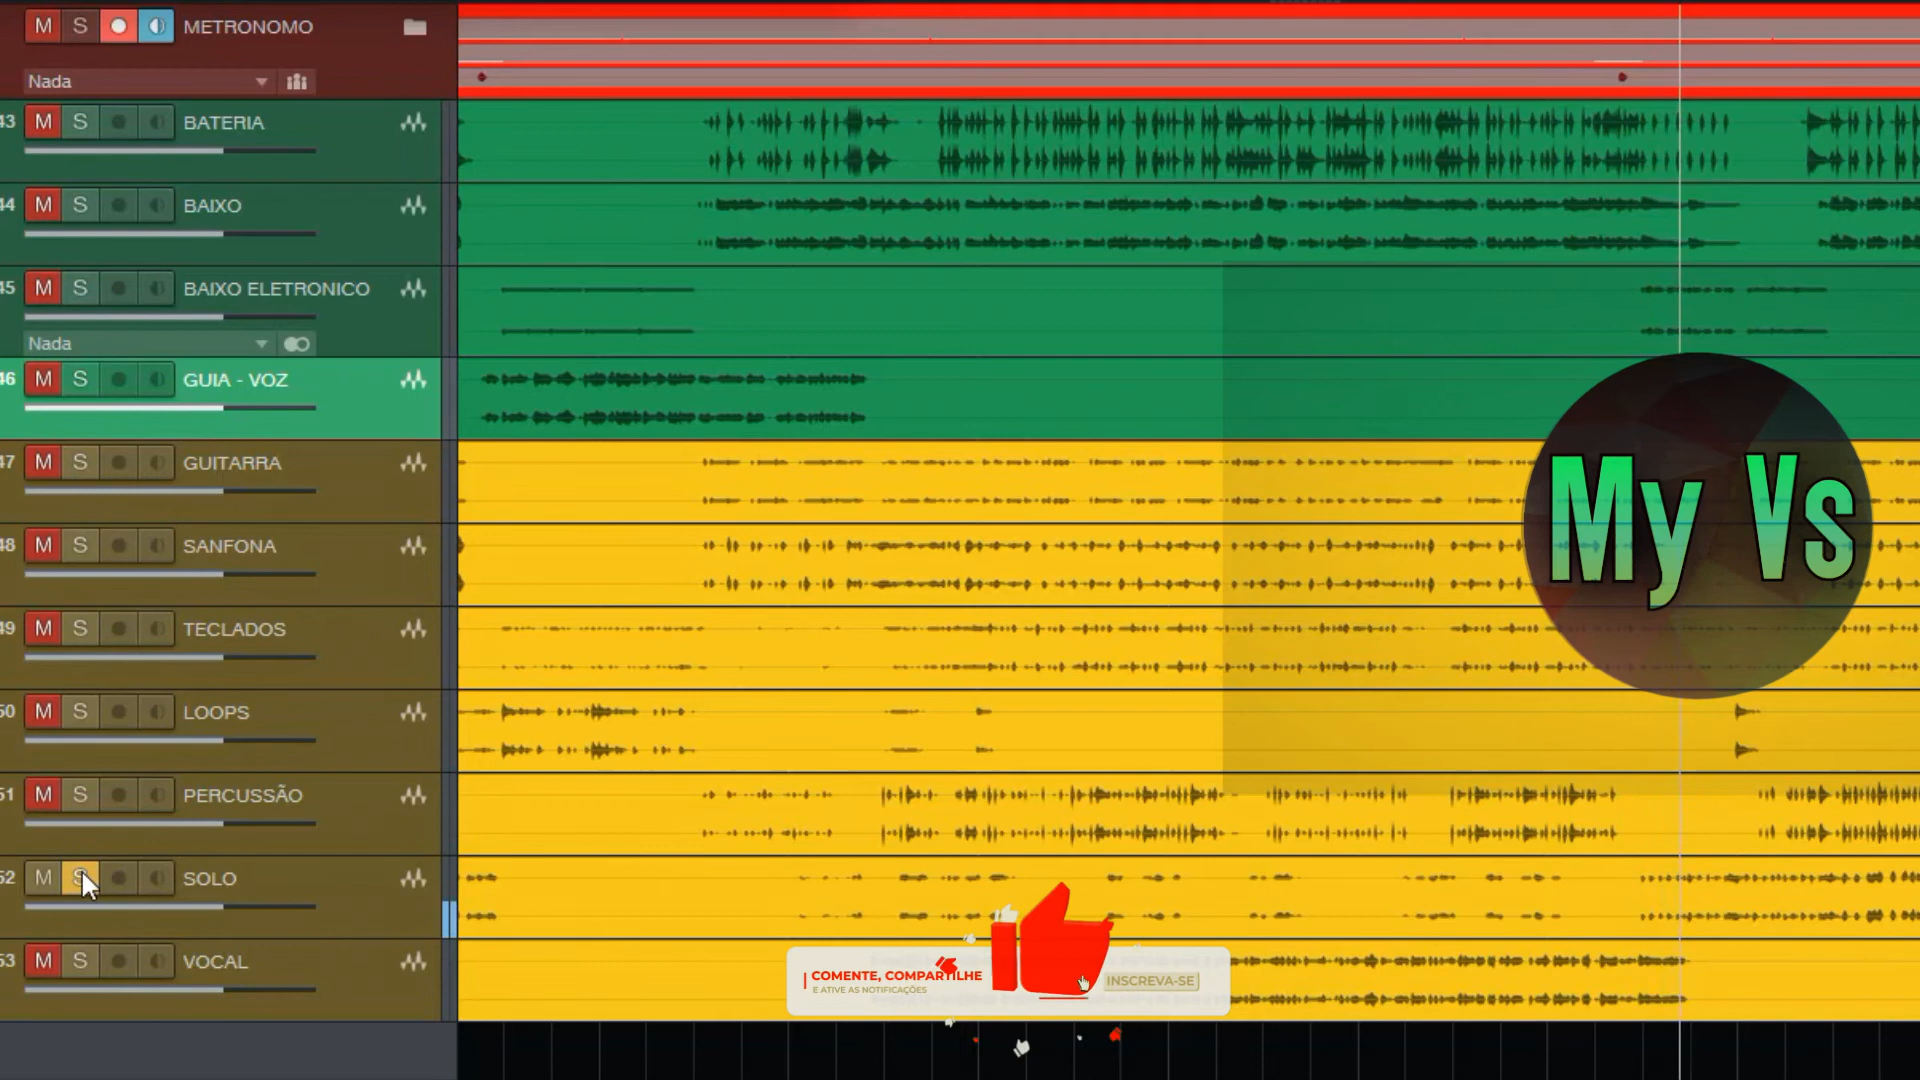 M S METRONOMO
Nada
43 M S BATERIA
44 M S BAIXO
45 M S BAIXO ELETRONICO
Nada
46 M S GUIA - VOZ
47 M S GUITARRA
48 M S SANFONA
49 M S TECLADOS
50 M S LOOPS
51 M S PERCUSSÃO
52 M S SOLO
53 M S VOCAL
My Vs
COMENTE, COMPARTILHE
E ATIVE AS NOTIFICAÇÕES
INSCREVA-SE